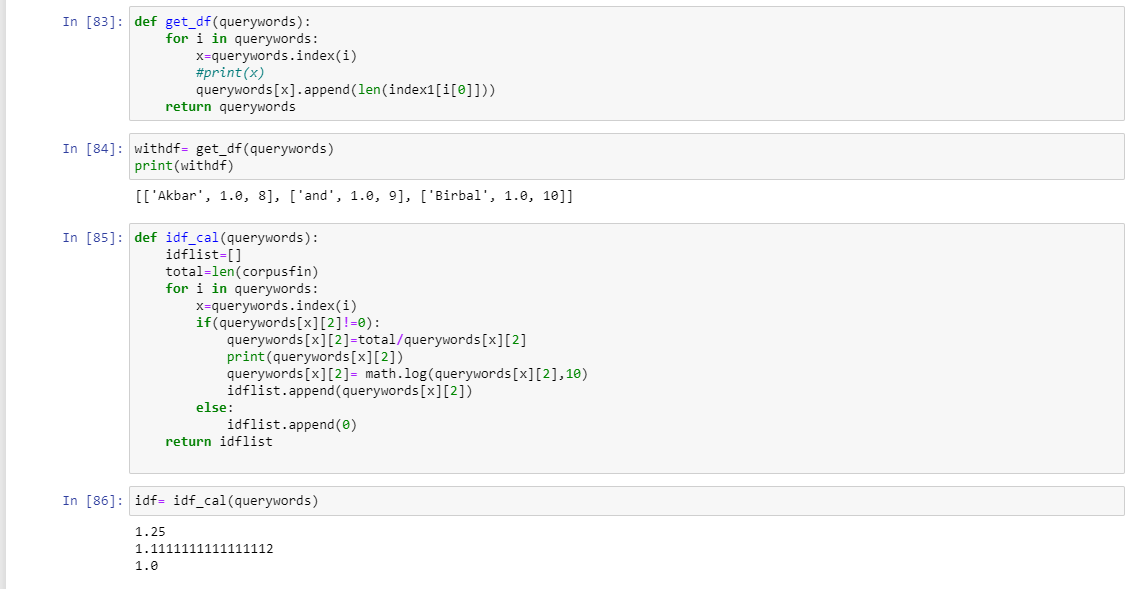 In [83]: def get_df(querywords):
    for i in querywords:
        x=querywords.index(i)
        #print(x)
        querywords[x].append(len(index1[i[0]]))
    return querywords
In [84]: withdf= get_df(querywords)
print(withdf)
[['Akbar', 1.0, 8], ['and', 1.0, 9], ['Birbal', 1.0, 10]]
In [85]: def idf_cal(querywords):
    idflist=[]
    total=len(corpusfin)
    for i in querywords:
        x=querywords.index(i)
        if(querywords[x][2]!=0):
            querywords[x][2]=total/querywords[x][2]
            print(querywords[x][2])
            querywords[x][2]= math.log(querywords[x][2],10)
            idflist.append(querywords[x][2])
        else:
            idflist.append(0)
    return idflist
In [86]: idf= idf_cal(querywords)
1.25
1.1111111111111112
1.0